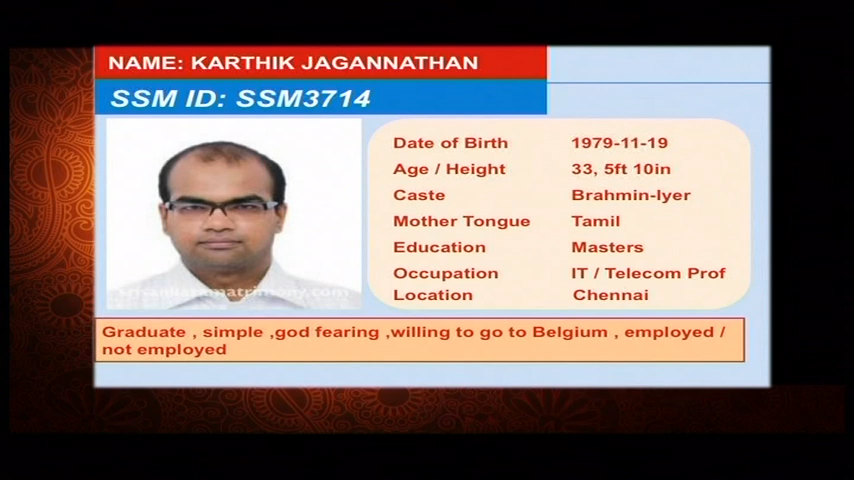 NAME: KARTHIK JAGANNATHAN
SSM ID: SSM3714
Date of Birth 1979-11-19
Age / Height 33, 5ft 10in
Caste Brahmin-Iyer
Mother Tongue Tamil
Education Masters
Occupation IT / Telecom Prof
Location Chennai
Graduate , simple ,god fearing ,willing to go to Belgium , employed /
not employed